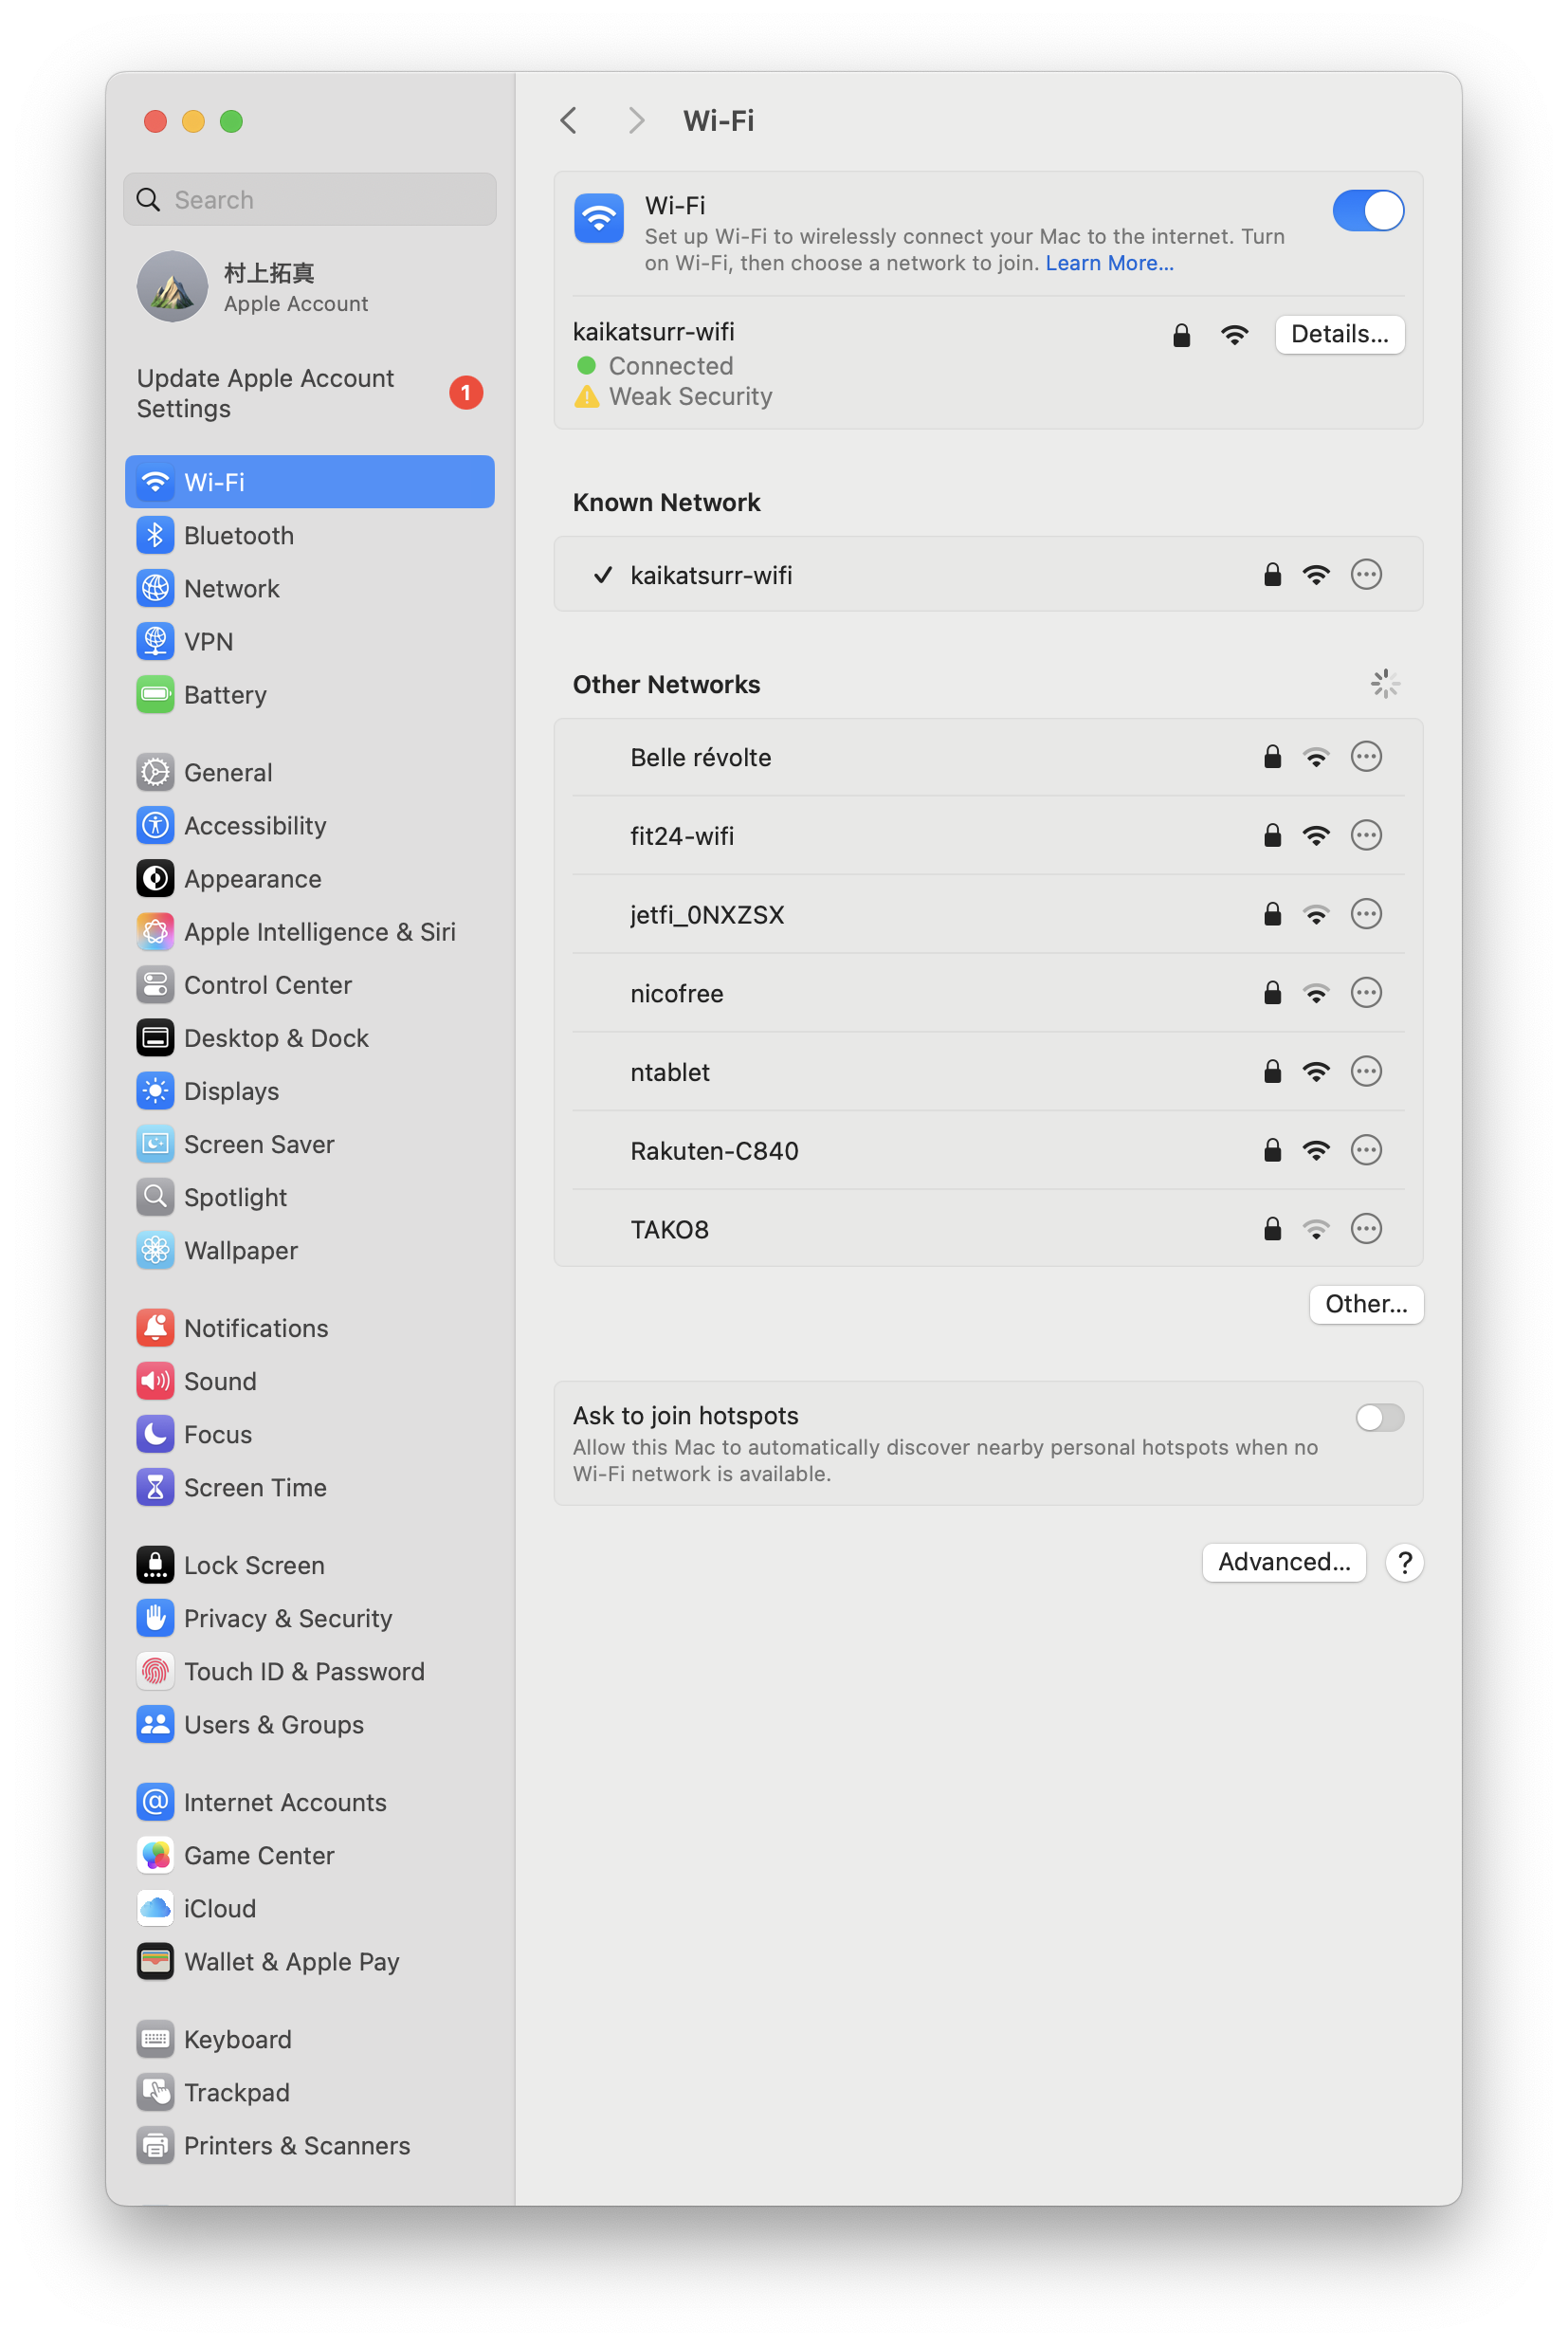 Search
村上拓真
Apple Account
Update Apple Account
Settings
1
Wi-Fi
Bluetooth
Network
VPN
Battery
General
Accessibility
Appearance
Apple Intelligence & Siri
Control Center
Desktop & Dock
Displays
Screen Saver
Spotlight
Wallpaper
Notifications
Sound
Focus
Screen Time
Lock Screen
Privacy & Security
Touch ID & Password
Users & Groups
Internet Accounts
Game Center
iCloud
Wallet & Apple Pay
Keyboard
Trackpad
Printers & Scanners
Wi-Fi
Wi-Fi
Set up Wi-Fi to wirelessly connect your Mac to the internet. Turn
on Wi-Fi, then choose a network to join. Learn More...
kaikatsurr-wifi
Details...
Connected
Weak Security
Known Network
kaikatsurr-wifi
Other Networks
Belle révolte
fit24-wifi
jetfi_0NXZSX
nicofree
ntablet
Rakuten-C840
TAKO8
Other...
Ask to join hotspots
Allow this Mac to automatically discover nearby personal hotspots when no
Wi-Fi network is available.
Advanced...
?